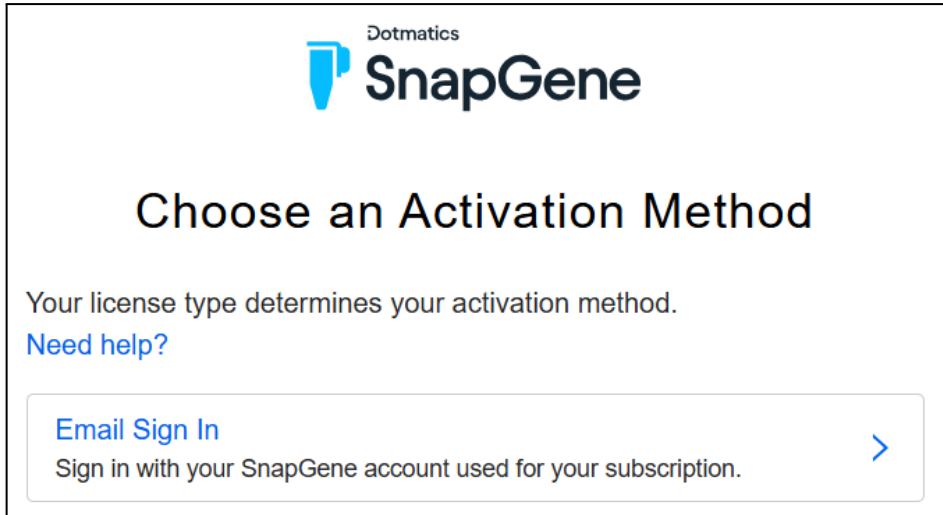 Dotmatics
SnapGene
Choose an Activation Method
Your license type determines your activation method.
Need help?
Email Sign In
Sign in with your SnapGene account used for your subscription.